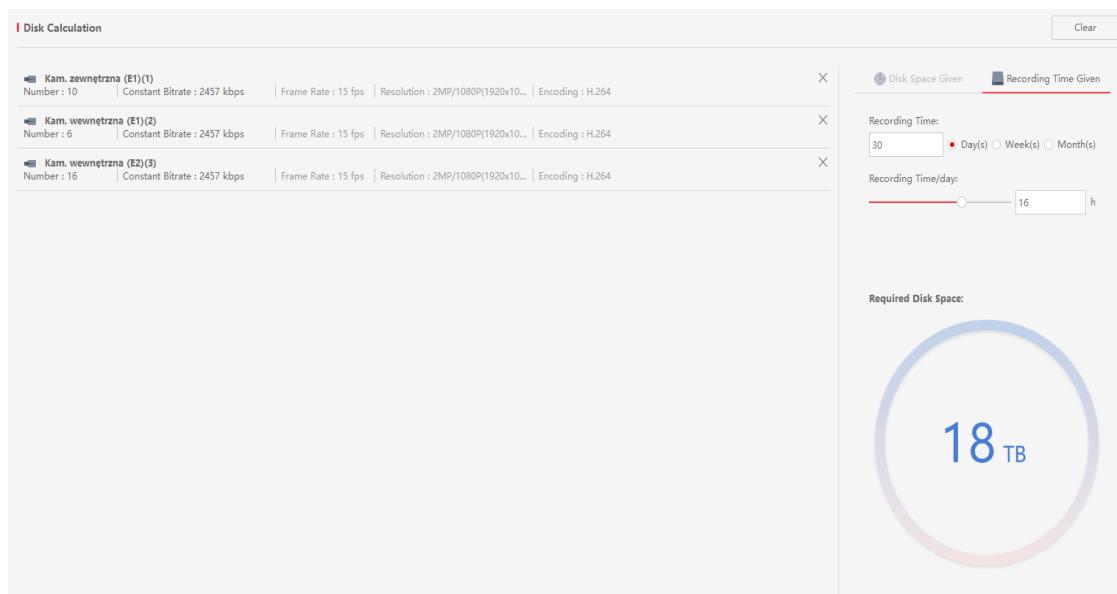 Disk Calculation
Clear
Kam. zewnętrzna (E1)(1)
Number : 10 Constant Bitrate : 2457 kbps Frame Rate : 15 fps Resolution : 2MP/1080P(1920x10... Encoding : H.264
Kam. wewnętrzna (E1)(2)
Number : 6 Constant Bitrate : 2457 kbps Frame Rate : 15 fps Resolution : 2MP/1080P(1920x10... Encoding : H.264
Kam. wewnętrzna (E2)(3)
Number : 16 Constant Bitrate : 2457 kbps Frame Rate : 15 fps Resolution : 2MP/1080P(1920x10... Encoding : H.264
Disk Space Given Recording Time Given
Recording Time:
30 Day(s) Week(s) Month(s)
Recording Time/day:
16 h
Required Disk Space:
18 TB